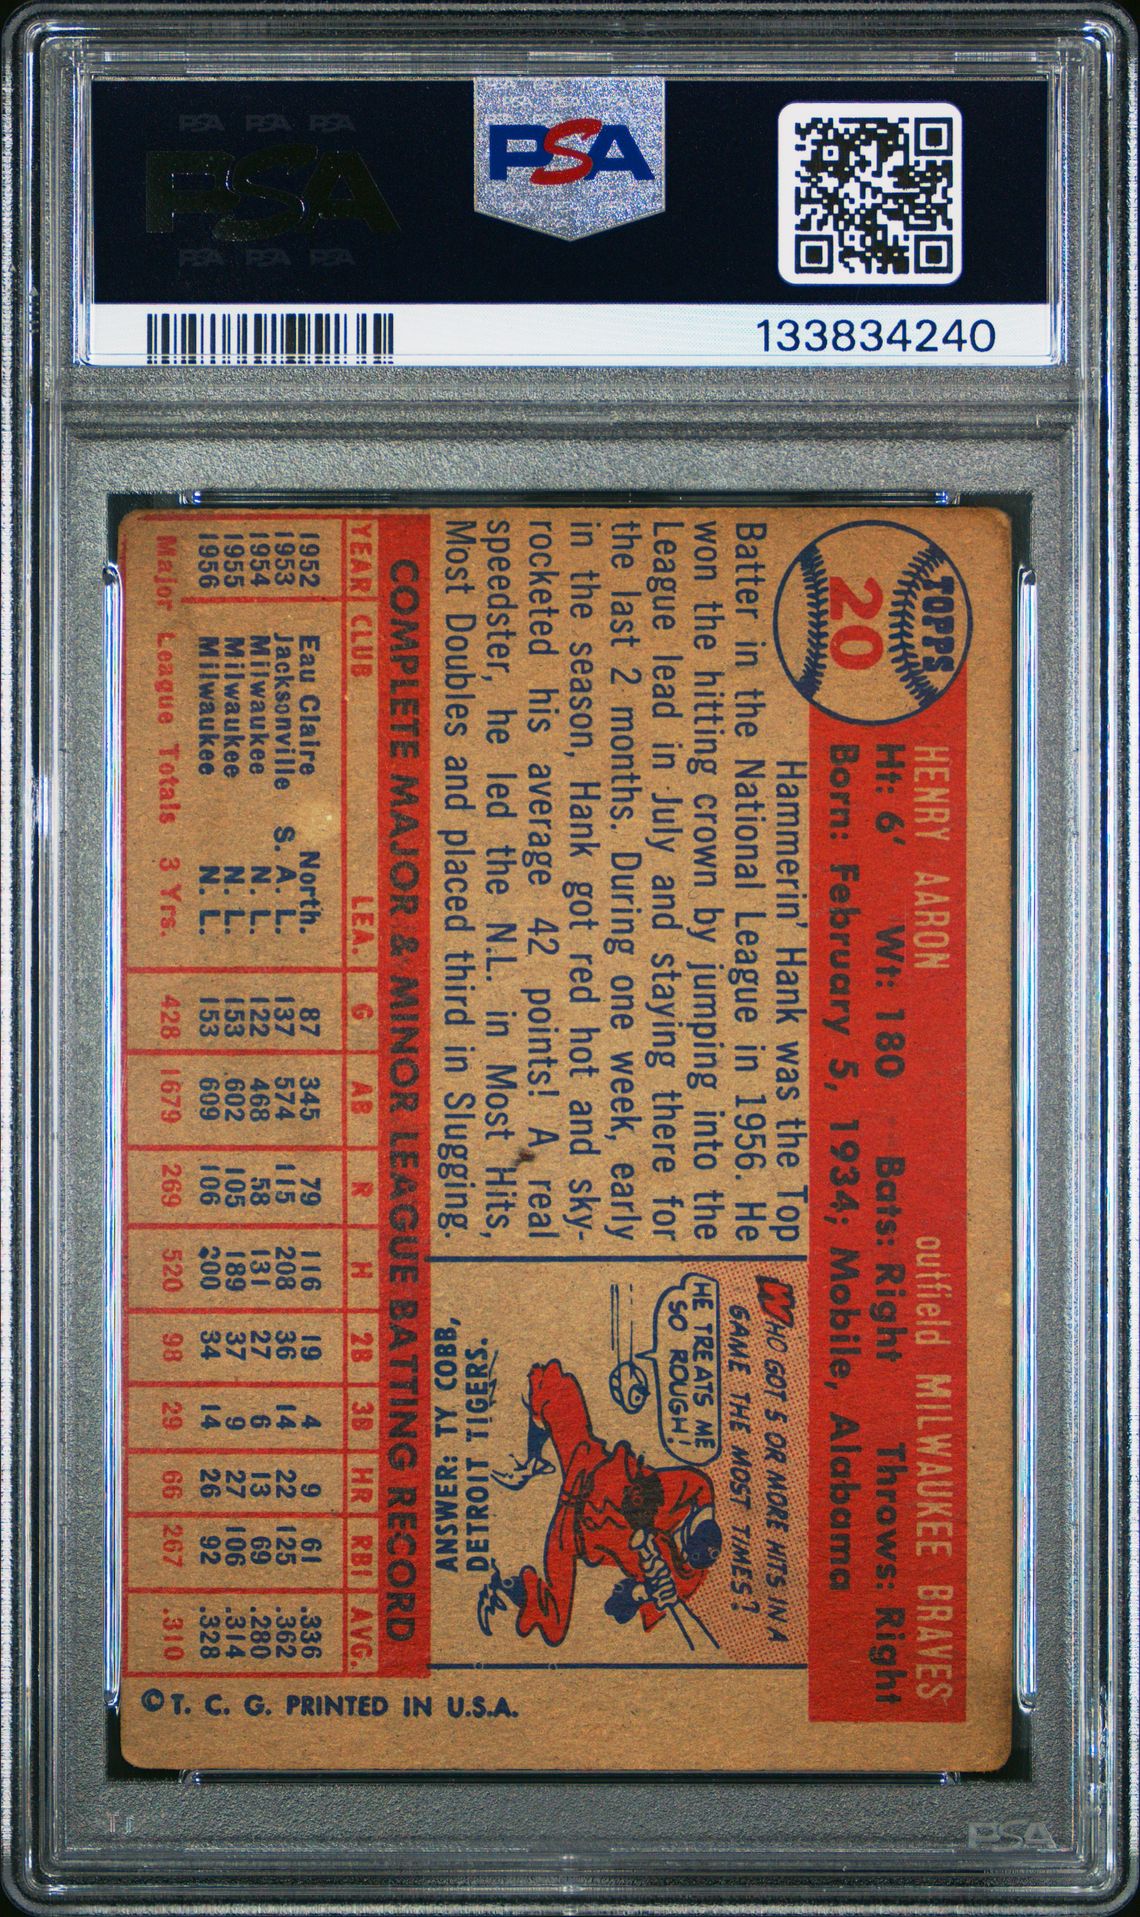 PSA PSA PSA
PSA
PSA PSA PSA
PSA
133834240
TOPPS
20
HENRY AARON outfield MILWAUKEE BRAVES
Ht: 6' Wt: 180 Bats: Right Throws: Right
Born: February 5, 1934; Mobile, Alabama
Hammerin' Hank was the Top
Batter in the National League in 1956. He
won the hitting crown by jumping into the
League lead in July and staying there for
the last 2 months. During one week, early
in the season, Hank got red hot and sky-
rocketed his average 42 points! A real
speedster, he led the N.L. in Most Hits,
Most Doubles and placed third in Slugging.
WHO GOT 5 OR MORE HITS IN A
GAME THE MOST TIMES?
HE TREATS ME
SO ROUGH!
ANSWER: TY COBB,
DETROIT TIGERS.
COMPLETE MAJOR & MINOR LEAGUE BATTING RECORD
YEAR CLUB LEA. G AB R H 2B 3B HR RBI AVG.
1952 Eau Claire North. 87 345 79 116 19 4 9 61 .336
1953 Jacksonville S. A. L. 137 574 115 208 36 14 22 125 .362
1954 Milwaukee N. L. 122 468 58 131 27 6 13 69 .280
1955 Milwaukee N. L. 153 602 105 189 37 9 27 106 .314
1956 Milwaukee N. L. 153 609 106 200 34 14 26 92 .328
Major League Totals 3 Yrs. 428 1679 269 520 98 29 66 267 .310
© T. C. G. PRINTED IN U.S.A.
PSA